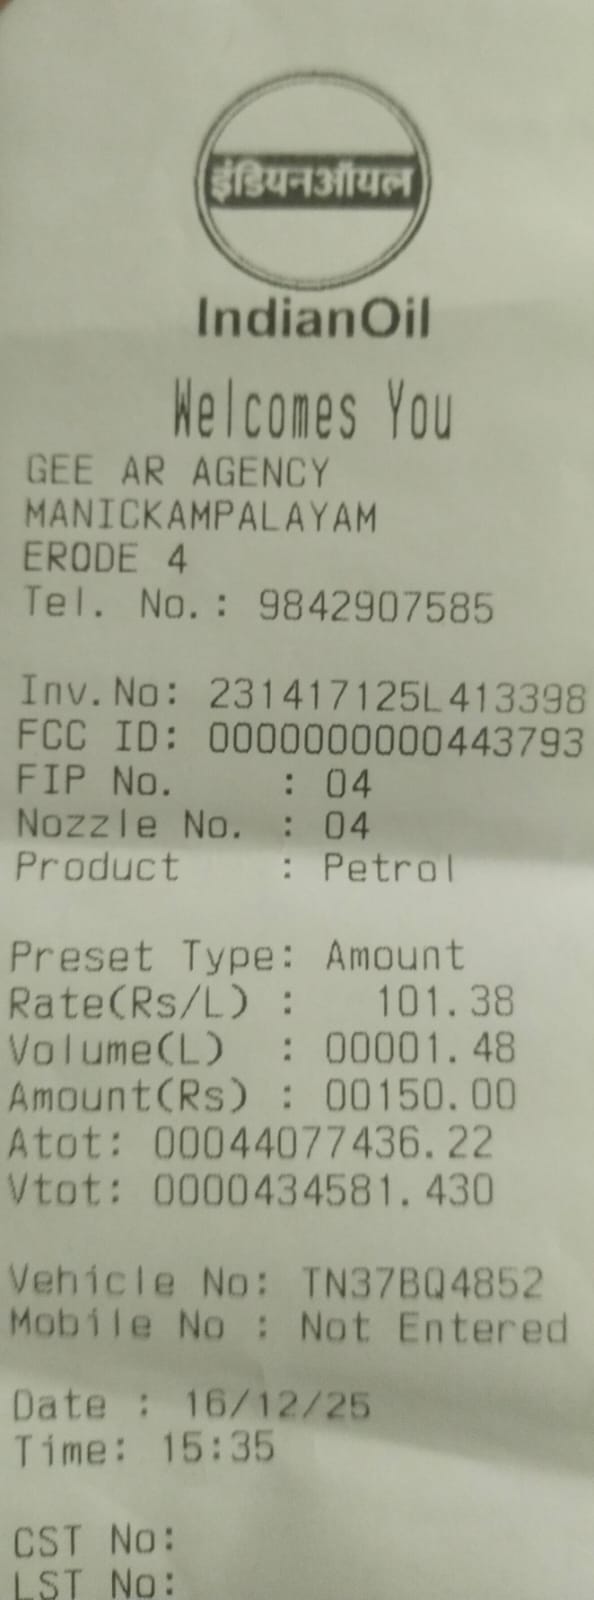 इंडियनऑयल
IndianOil
Welcomes You
GEE AR AGENCY
MANICKAMPALAYAM
ERODE 4
Tel. No.: 9842907585
Inv.No: 231417125L413398
FCC ID: 0000000000443793
FIP No. : 04
Nozzle No. : 04
Product : Petrol
Preset Type: Amount
Rate(Rs/L) : 101.38
Volume(L) : 00001.48
Amount(Rs) : 00150.00
Atot: 00044077436.22
Vtot: 0000434581.430
Vehicle No: TN37BQ4852
Mobile No : Not Entered
Date : 16/12/25
Time: 15:35
CST No:
LST No: